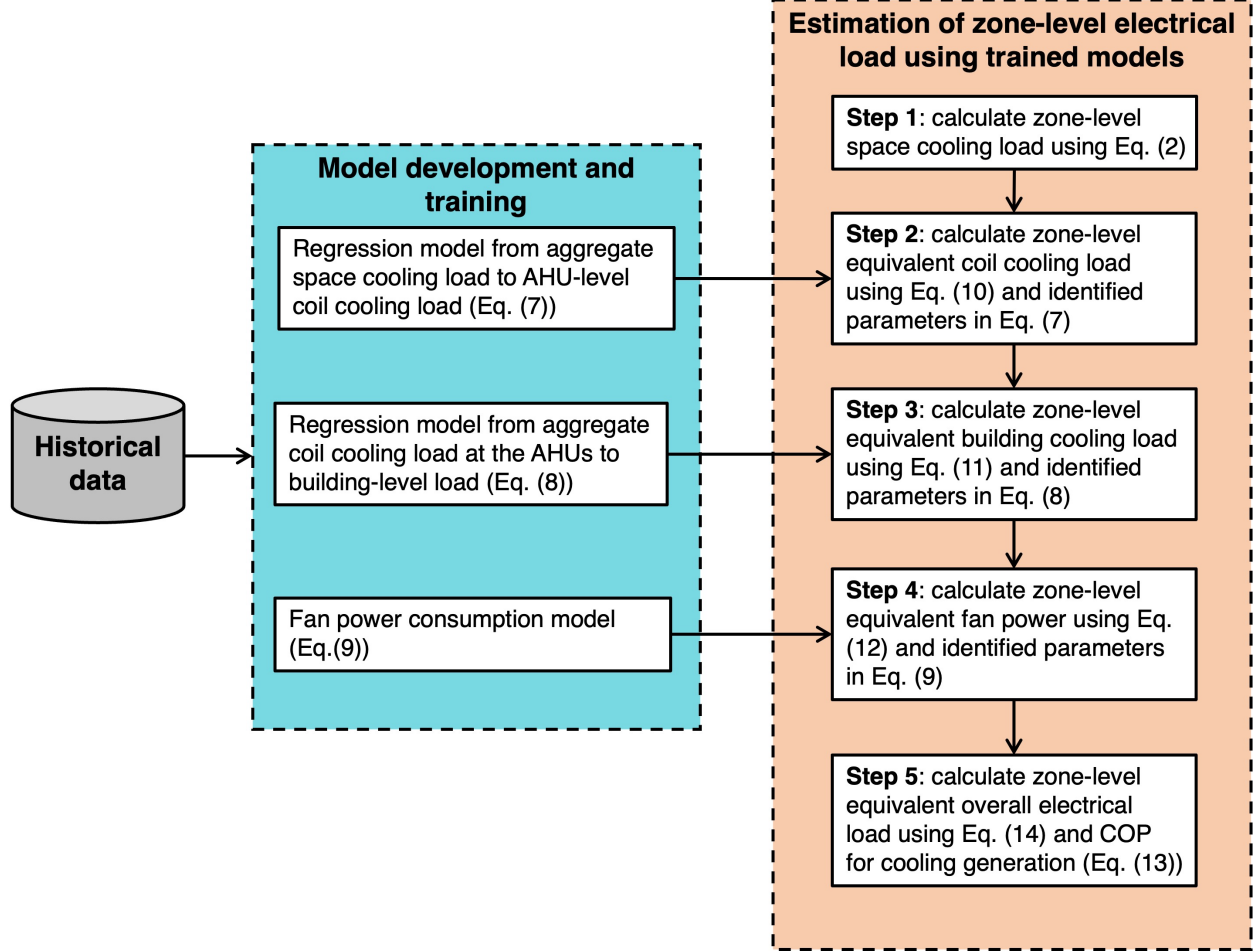 Historical
data
Model development and
training
Regression model from aggregate
space cooling load to AHU-level
coil cooling load (Eq. (7))
Regression model from aggregate
coil cooling load at the AHUs to
building-level load (Eq. (8))
Fan power consumption model
(Eq.(9))
Estimation of zone-level electrical
load using trained models
Step 1: calculate zone-level
space cooling load using Eq. (2)
Step 2: calculate zone-level
equivalent coil cooling load
using Eq. (10) and identified
parameters in Eq. (7)
Step 3: calculate zone-level
equivalent building cooling load
using Eq. (11) and identified
parameters in Eq. (8)
Step 4: calculate zone-level
equivalent fan power using Eq.
(12) and identified parameters
in Eq. (9)
Step 5: calculate zone-level
equivalent overall electrical
load using Eq. (14) and COP
for cooling generation (Eq. (13))